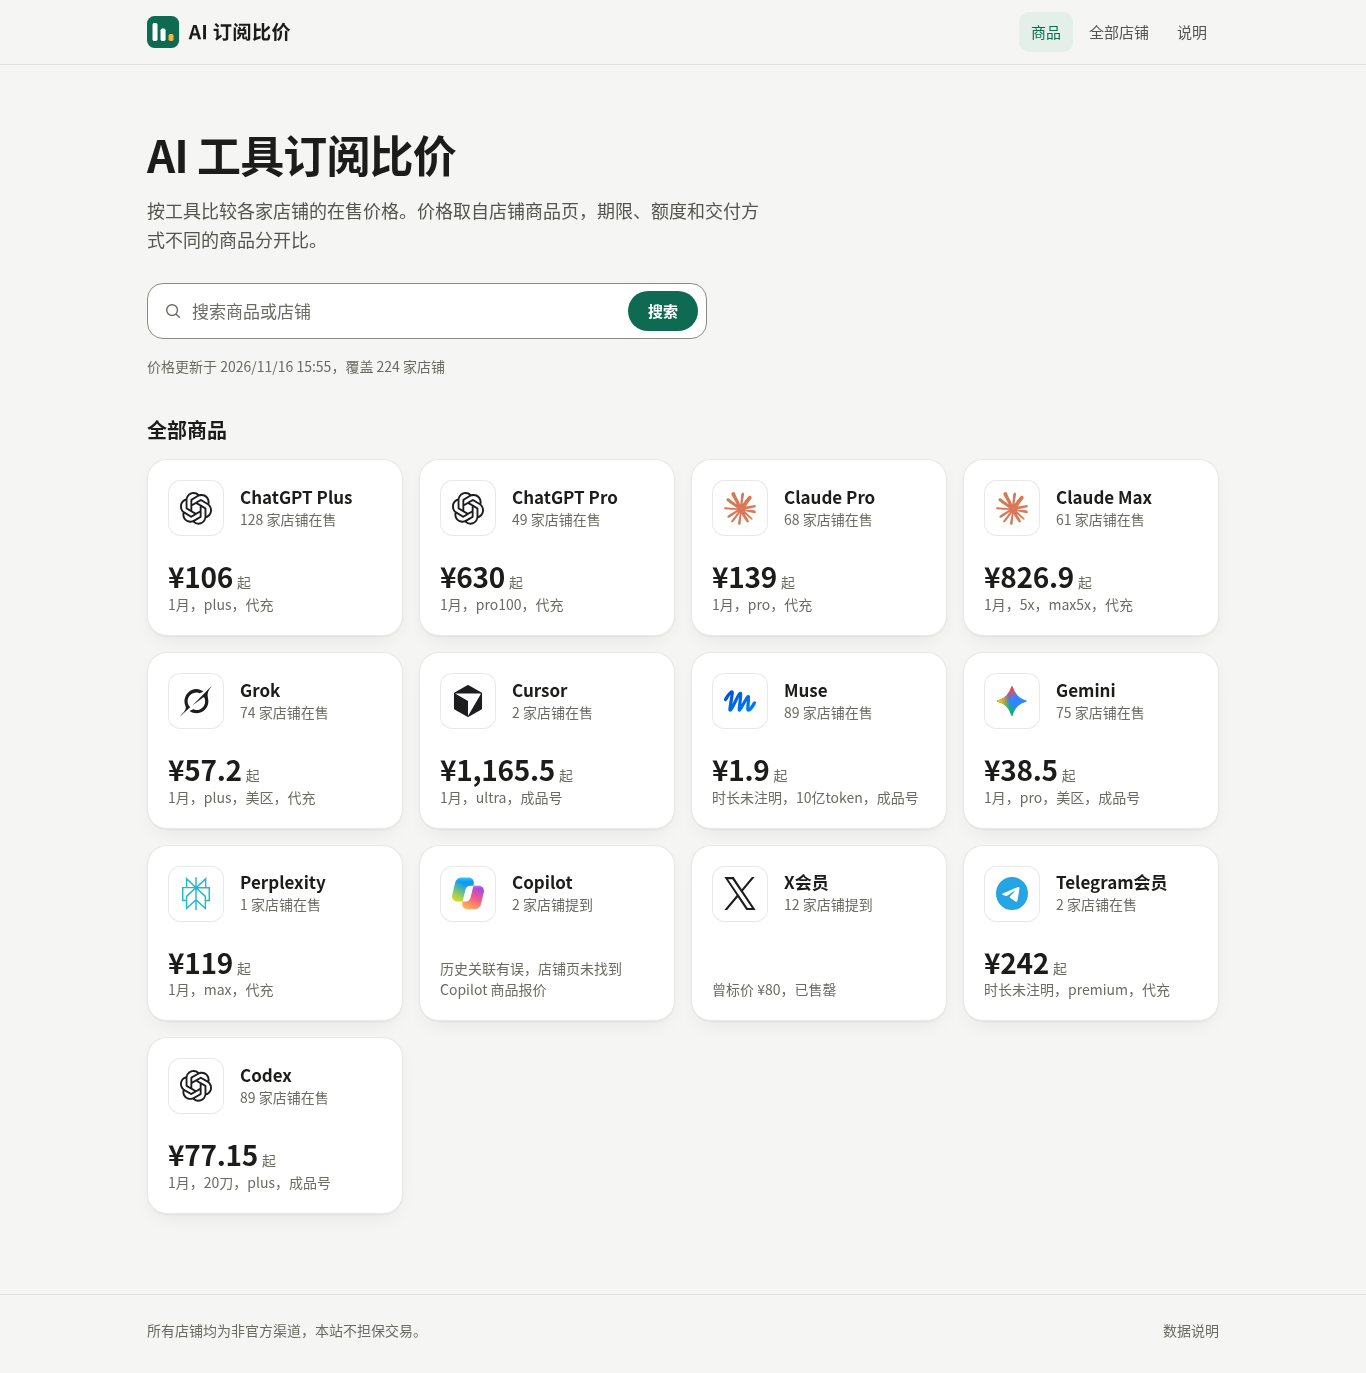 AI 订阅比价
商品
全部店铺
说明
AI 工具订阅比价
按工具比较各家店铺的在售价格。价格取自店铺商品页，期限、额度和交付方
式不同的商品分开比。
搜索商品或店铺
搜索
价格更新于 2026/11/16 15:55，覆盖 224 家店铺
全部商品
ChatGPT Plus
128 家店铺在售
¥106 起
1月，plus，代充
ChatGPT Pro
49 家店铺在售
¥630 起
1月，pro100，代充
Claude Pro
68 家店铺在售
¥139 起
1月，pro，代充
Claude Max
61 家店铺在售
¥826.9 起
1月，5x，max5x，代充
Grok
74 家店铺在售
¥57.2 起
1月，plus，美区，代充
Cursor
2 家店铺在售
¥1,165.5 起
1月，ultra，成品号
Muse
89 家店铺在售
¥1.9 起
时长未注明，10亿token，成品号
Gemini
75 家店铺在售
¥38.5 起
1月，pro，美区，成品号
Perplexity
1 家店铺在售
¥119 起
1月，max，代充
Copilot
2 家店铺提到
历史关联有误，店铺页未找到
Copilot 商品报价
X会员
12 家店铺提到
曾标价 ¥80，已售罄
Telegram会员
2 家店铺在售
¥242 起
时长未注明，premium，代充
Codex
89 家店铺在售
¥77.15 起
1月，20刀，plus，成品号
所有店铺均为非官方渠道，本站不担保交易。
数据说明